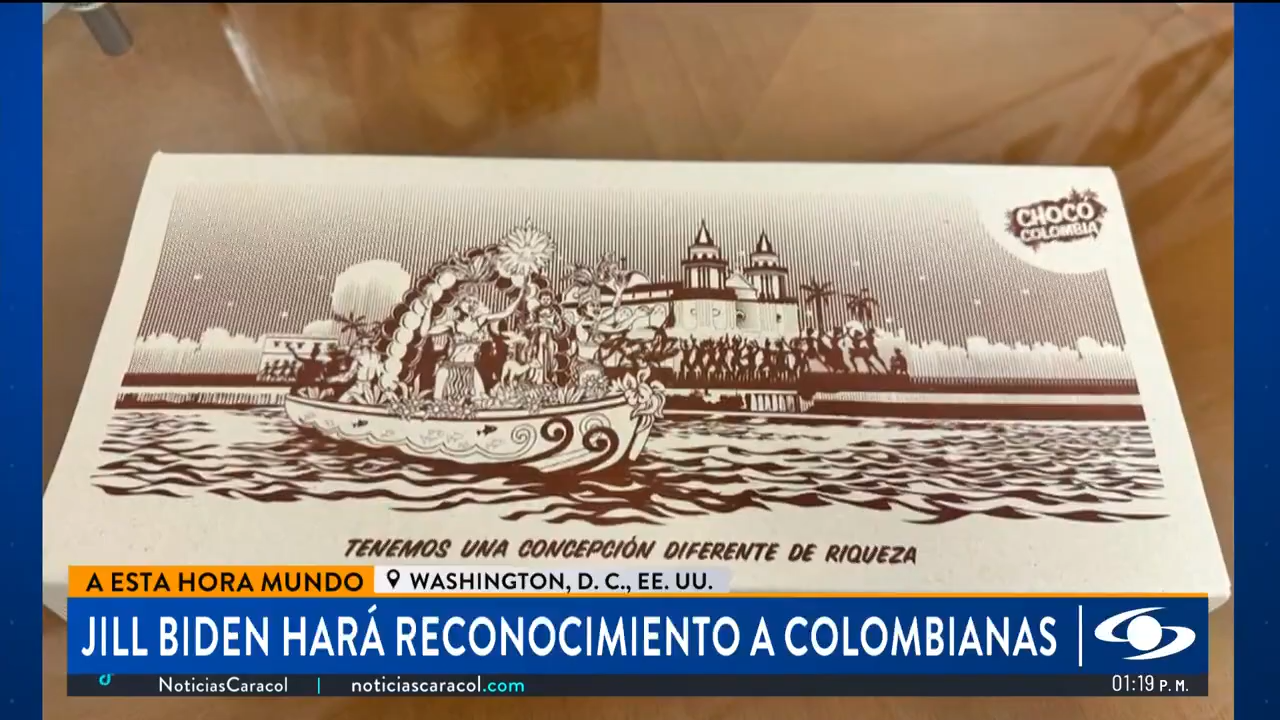 CHOCÓ
COLOMBIA
TENEMOS UNA CONCEPCIÓN DIFERENTE DE RIQUEZA
A ESTA HORA MUNDO
WASHINGTON, D. C., EE. UU.
JILL BIDEN HARÁ RECONOCIMIENTO A COLOMBIANAS
NoticiasCaracol | noticiascaracol.com
01:19 P. M.